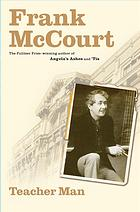 Frank
McCourt
The Pulitzer Prize–winning author of
Angela's Ashes and 'Tis
Teacher Man